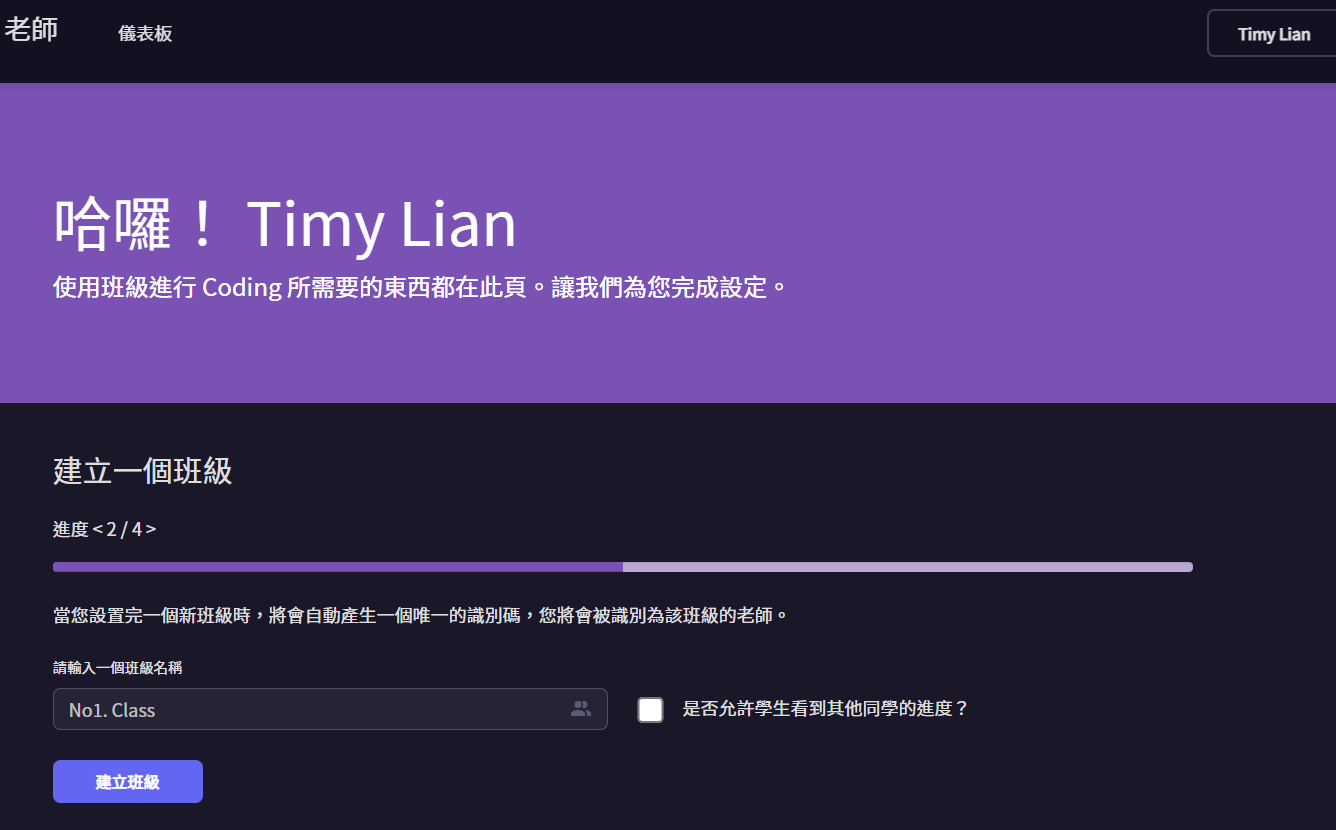 老師
儀表板
Timy Lian
哈囉！ Timy Lian
使用班級進行 Coding 所需要的東西都在此頁。讓我們為您完成設定。
建立一個班級
進度 < 2 / 4 >
當您設置完一個新班級時，將會自動產生一個唯一的識別碼，您將會被識別為該班級的老師。
請輸入一個班級名稱
No1. Class
是否允許學生看到其他同學的進度？
建立班級